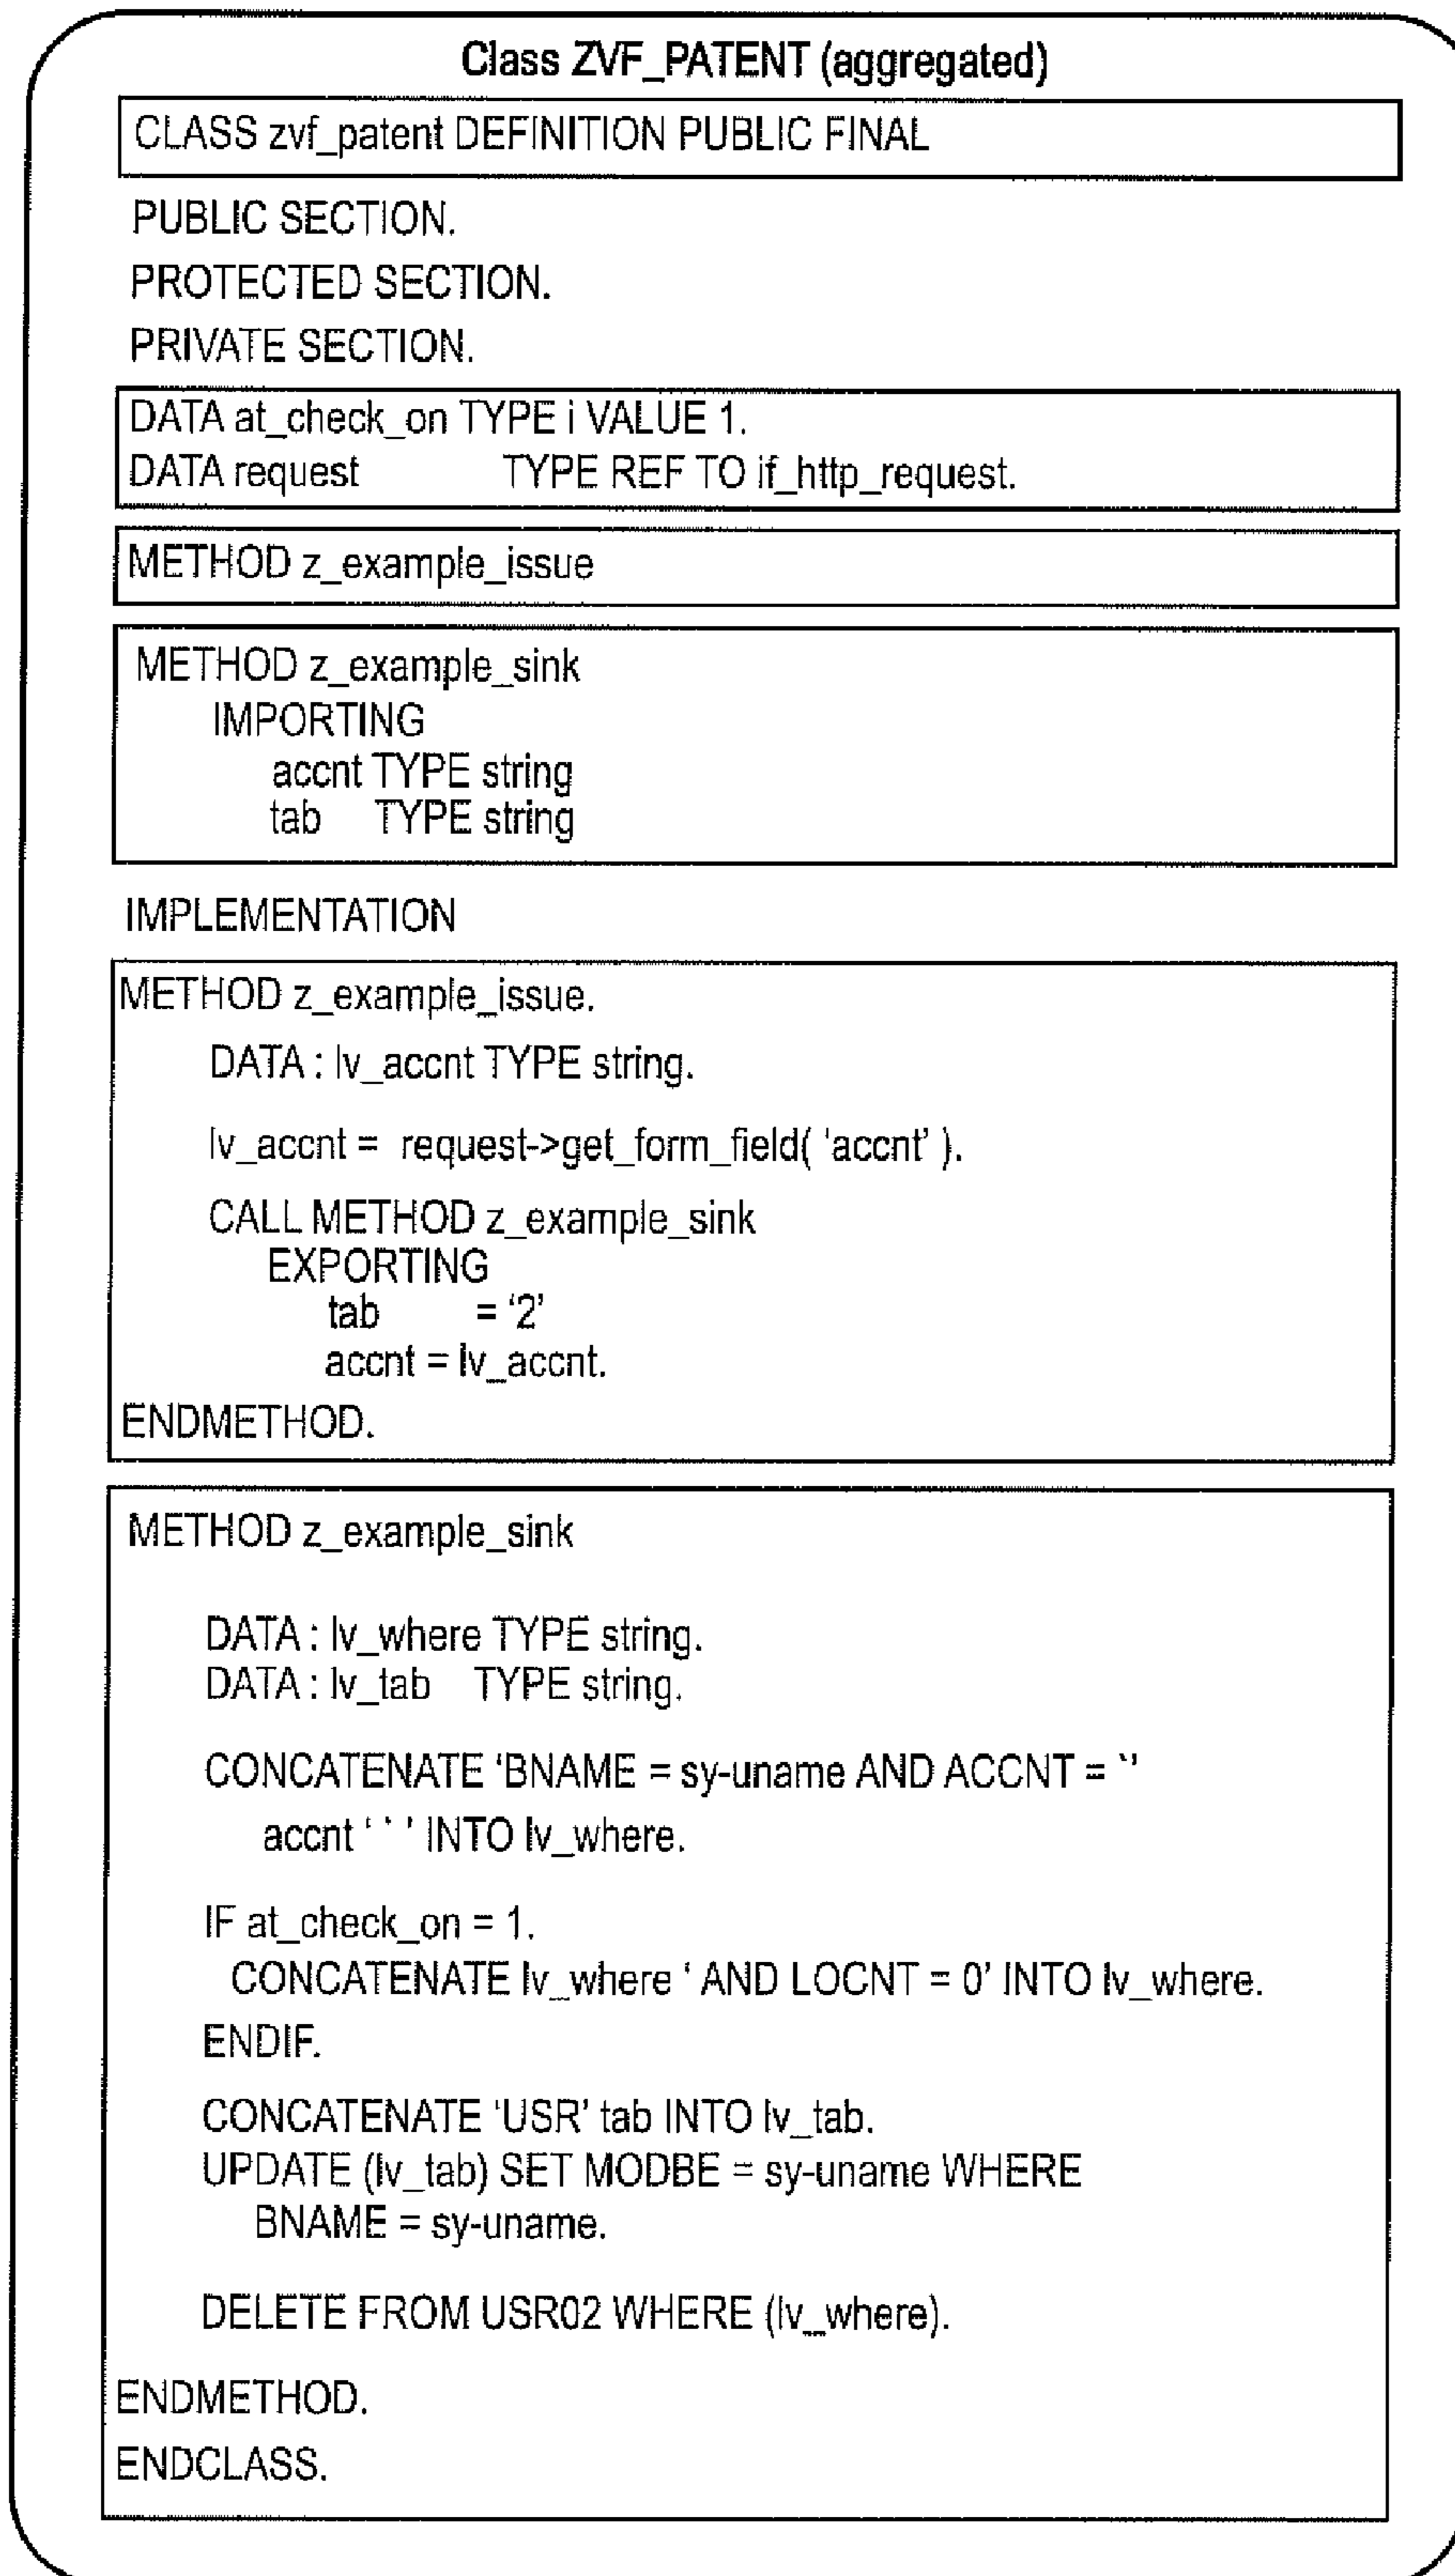 Class ZVF_PATENT (aggregated)
CLASS zvf_patent DEFINITION PUBLIC FINAL
PUBLIC SECTION.
PROTECTED SECTION.
PRIVATE SECTION.
DATA at_check_on TYPE i VALUE 1.
DATA request TYPE REF TO if_http_request.
METHOD z_example_issue
METHOD z_example_sink
IMPORTING
accnt TYPE string
tab TYPE string
IMPLEMENTATION
METHOD z_example_issue.
DATA : lv_accnt TYPE string.
lv_accnt = request->get_form_field( ‘accnt’ ).
CALL METHOD z_example_sink
EXPORTING
tab = ‘2’
accnt = lv_accnt.
ENDMETHOD.
METHOD z_example_sink
DATA : lv_where TYPE string.
DATA : lv_tab TYPE string.
CONCATENATE ‘BNAME = sy-uname AND ACCNT = `’
accnt ‘ ` ’ INTO lv_where.
IF at_check_on = 1.
CONCATENATE lv_where ‘ AND LOCNT = 0’ INTO lv_where.
ENDIF.
CONCATENATE ‘USR’ tab INTO lv_tab.
UPDATE (lv_tab) SET MODBE = sy-uname WHERE
BNAME = sy-uname.
DELETE FROM USR02 WHERE (lv_where).
ENDMETHOD.
ENDCLASS.